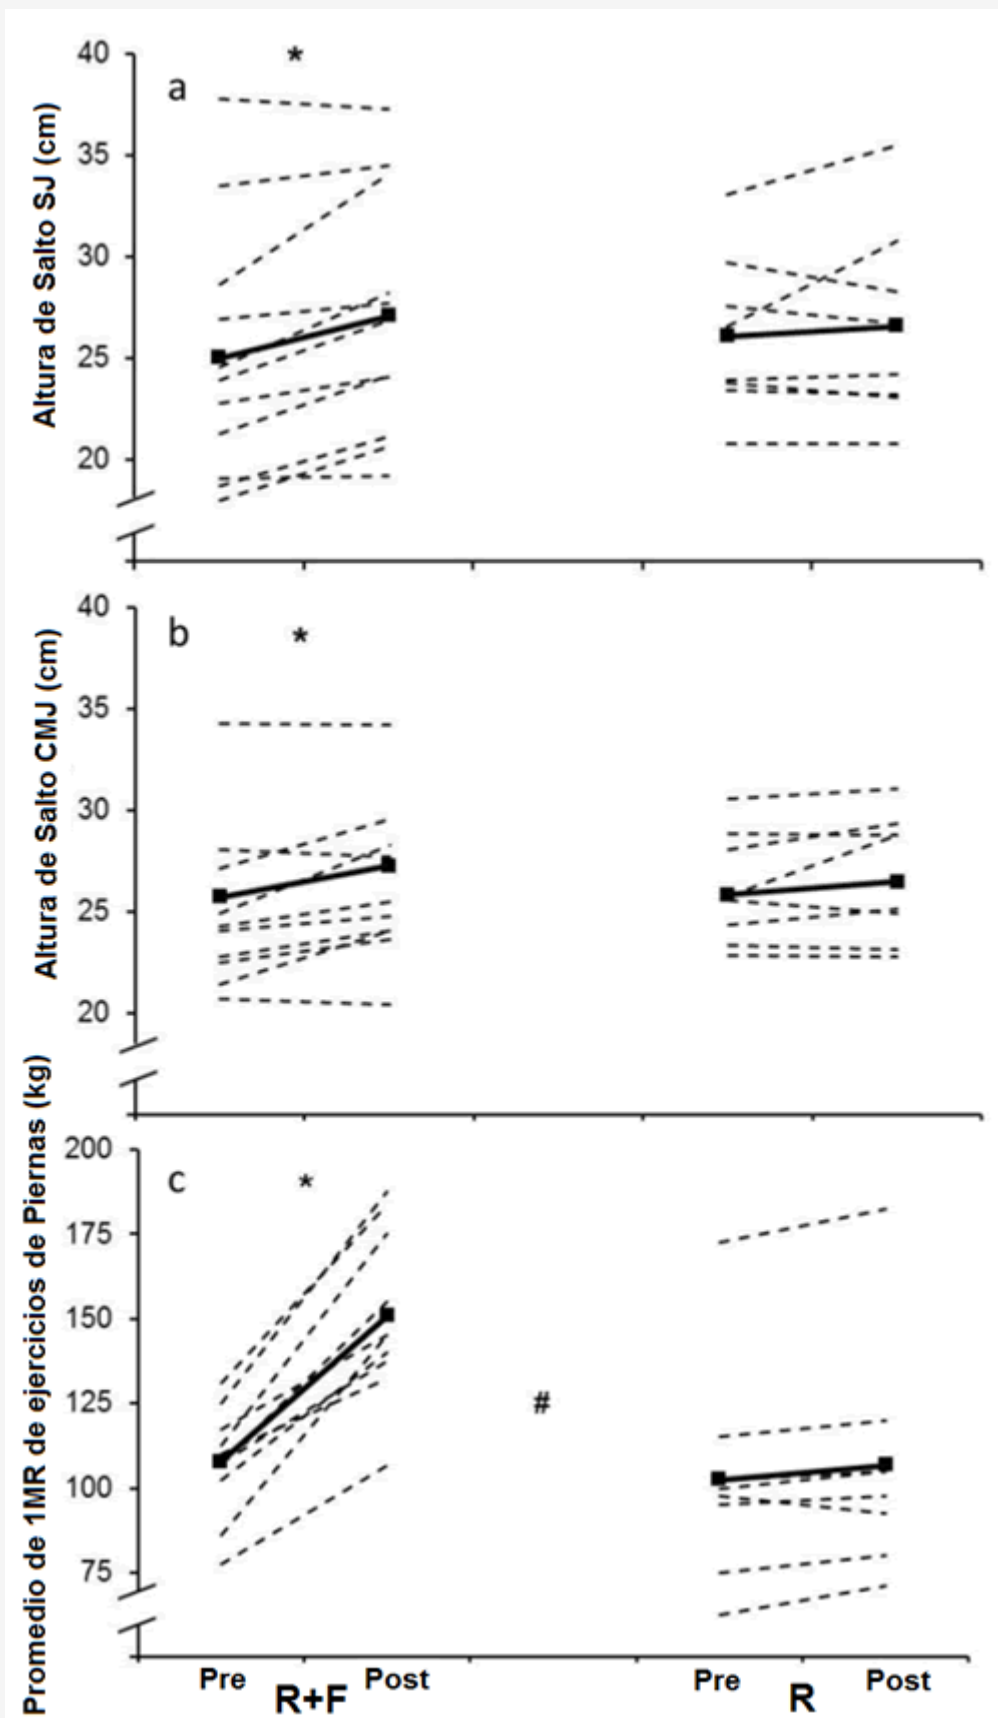 Altura de Salto SJ (cm)
40
35
30
25
20
a
*
Altura de Salto CMJ (cm)
40
35
30
25
20
b
*
Promedio de 1MR de ejercicios de Piernas (kg)
200
175
150
125
100
75
c
*
#
Pre Post Pre Post
R+F R